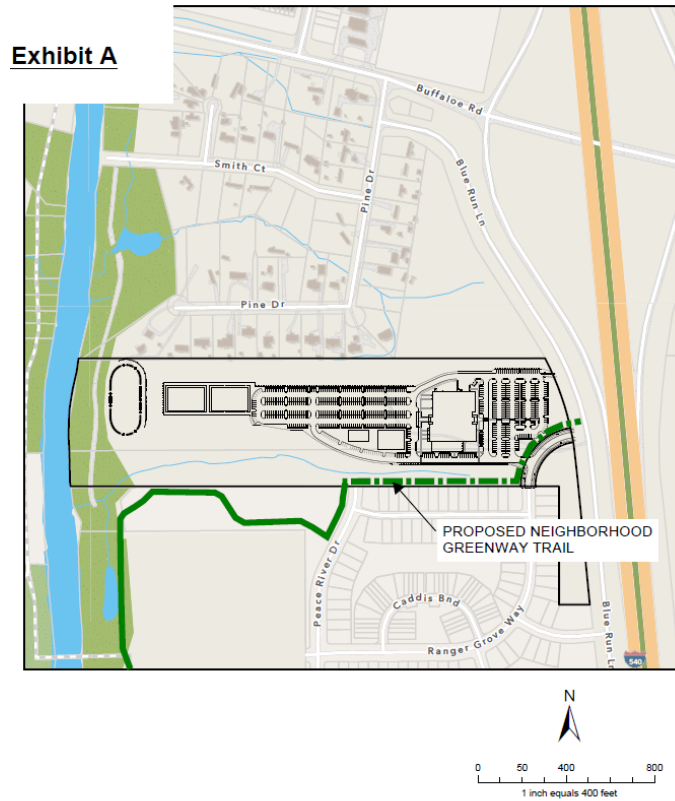 Exhibit A
Buffaloe Rd
Smith Ct
Pine Dr
Blue Run Ln
Pine Dr
PROPOSED NEIGHBORHOOD
GREENWAY TRAIL
Peace River Dr
Caddis Bnd
Ranger Grove Way
Blue Run Ln
540
N
0 50 400 800
1 inch equals 400 feet